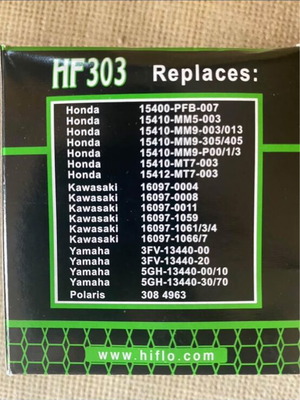 HF303 Replaces:
Honda 15400-PFB-007
Honda 15410-MM5-003
Honda 15410-MM9-003/013
Honda 15410-MM9-305/405
Honda 15410-MM9-P00/1/3
Honda 15410-MT7-003
Honda 15412-MT7-003
Kawasaki 16097-0004
Kawasaki 16097-0008
Kawasaki 16097-0011
Kawasaki 16097-1059
Kawasaki 16097-1061/3/4
Kawasaki 16097-1066/7
Yamaha 3FV-13440-00
Yamaha 3FV-13440-20
Yamaha 5GH-13440-00/10
Yamaha 5GH-13440-30/70
Polaris 308 4963
www.hiflo.com